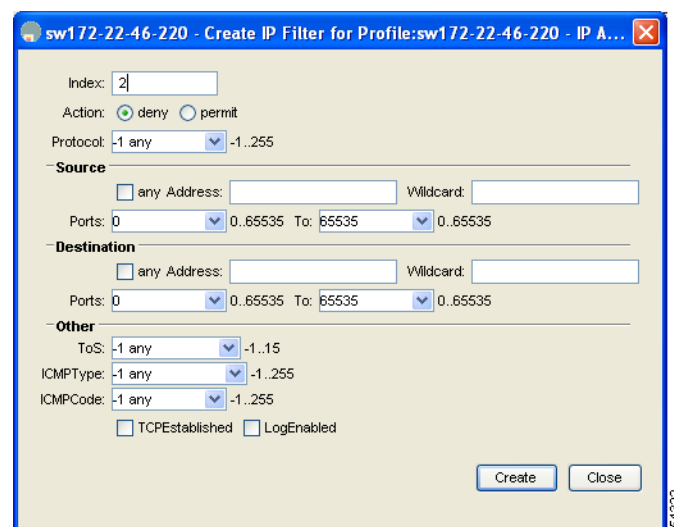 sw172-22-46-220 - Create IP Filter for Profile:sw172-22-46-220 - IP A...
Index: 2
Action: deny permit
Protocol: -1 any -1..255
Source
any Address: Wildcard:
Ports: 0 0..65535 To: 65535 0..65535
Destination
any Address: Wildcard:
Ports: 0 0..65535 To: 65535 0..65535
Other
ToS: -1 any -1..15
ICMPType: -1 any -1..255
ICMPCode: -1 any -1..255
TCPEstablished LogEnabled
Create Close